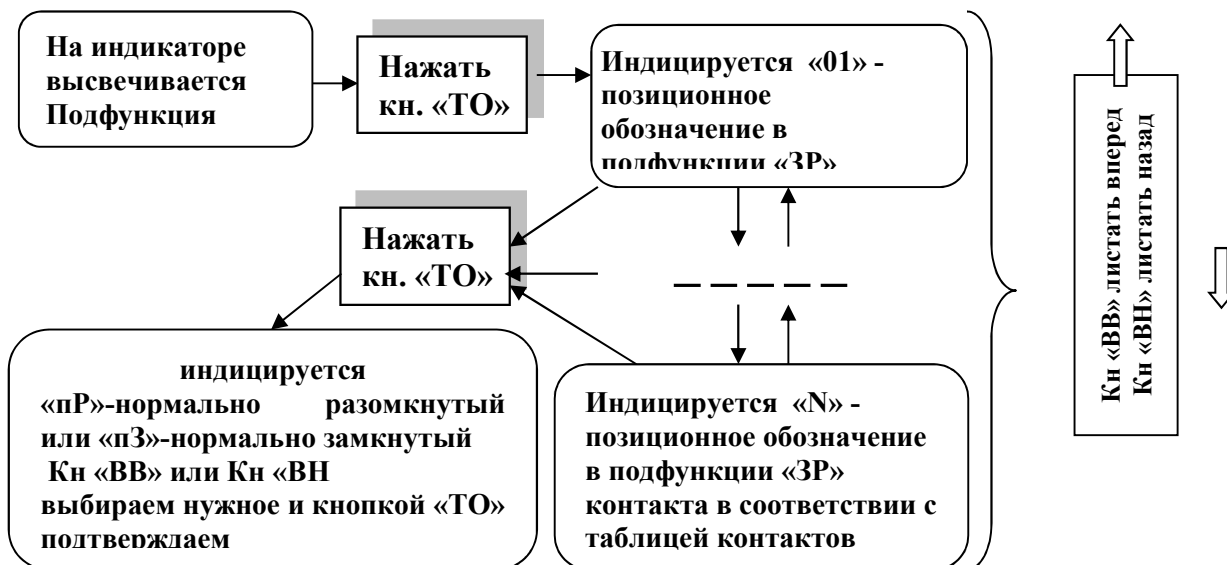 На индикаторе
высвечивается
Подфункция
Нажать
кн. «ТО»
Индицируется «01» -
позиционное
обозначение в
подфункции «ЗР»
Нажать
кн. «ТО»
индицируется
«пР»-нормально разомкнутый
или «пЗ»-нормально замкнутый
Кн «ВВ» или Кн «ВН
выбираем нужное и кнопкой «ТО»
подтверждаем
Индицируется «N» -
позиционное обозначение
в подфункции «ЗР»
контакта в соответствии с
таблицей контактов
Кн «ВВ» листать вперед
Кн «ВН» листать назад